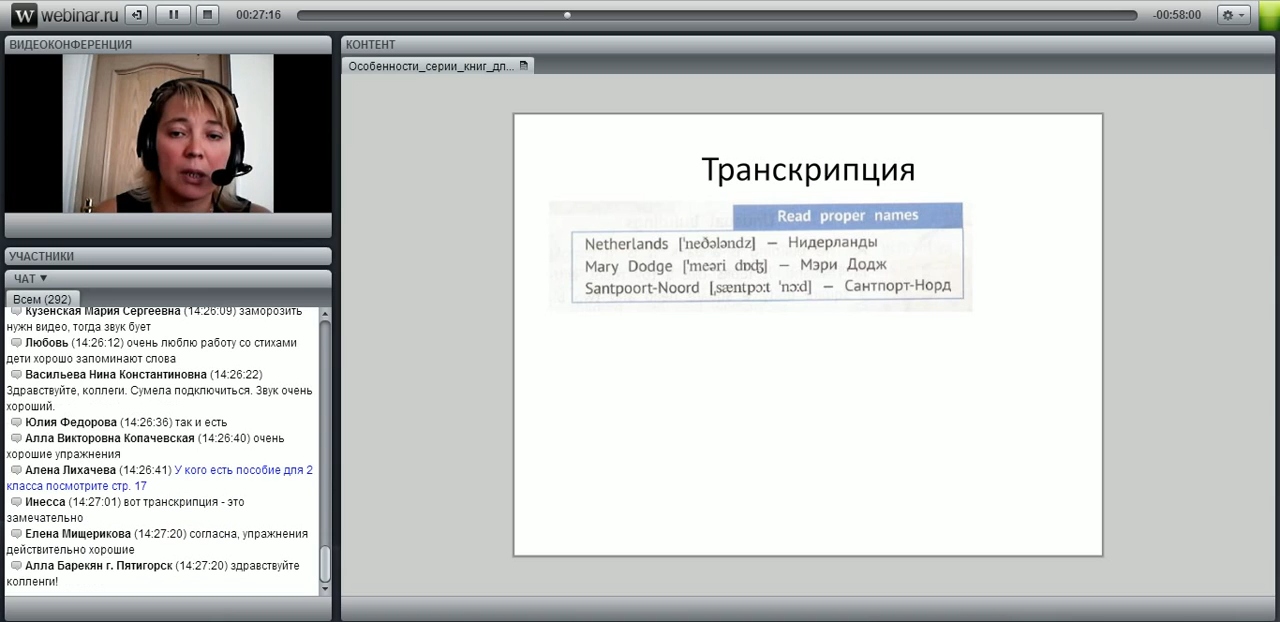 webinar.ru
00:27:16
-00:58:00
ВИДЕОКОНФЕРЕНЦИЯ
УЧАСТНИКИ
ЧАТ
Всем (292)
Кузенская Мария Сергеевна (14:26:09) заморозить
нужн видео, тогда звук бует
Любовь (14:26:12) очень люблю работу со стихами
дети хорошо запоминают слова
Васильева Нина Константиновна (14:26:22)
Здравствуйте, коллеги. Сумела подключиться. Звук очень
хороший.
Юлия Федорова (14:26:36) так и есть
Алла Викторовна Копачевская (14:26:40) очень
хорошие упражнения
Алена Лихачева (14:26:41) У кого есть пособие для 2
класса посмотрите стр. 17
Инесса (14:27:01) вот транскрипция - это
замечательно
Елена Мищерикова (14:27:20) согласна, упражнения
действительно хорошие
Алла Барекян г. Пятигорск (14:27:20) здравствуйте
колленги!
КОНТЕНТ
Особенности_серии_книг_дл...
Транскрипция
Read proper names
Netherlands [ˈneðələndz] — Нидерланды
Mary Dodge [ˈmeəri dɒʤ] — Мэри Додж
Santpoort-Noord [ˌsæntpɔ:t ˈnɔ:d] — Сантпорт-Норд